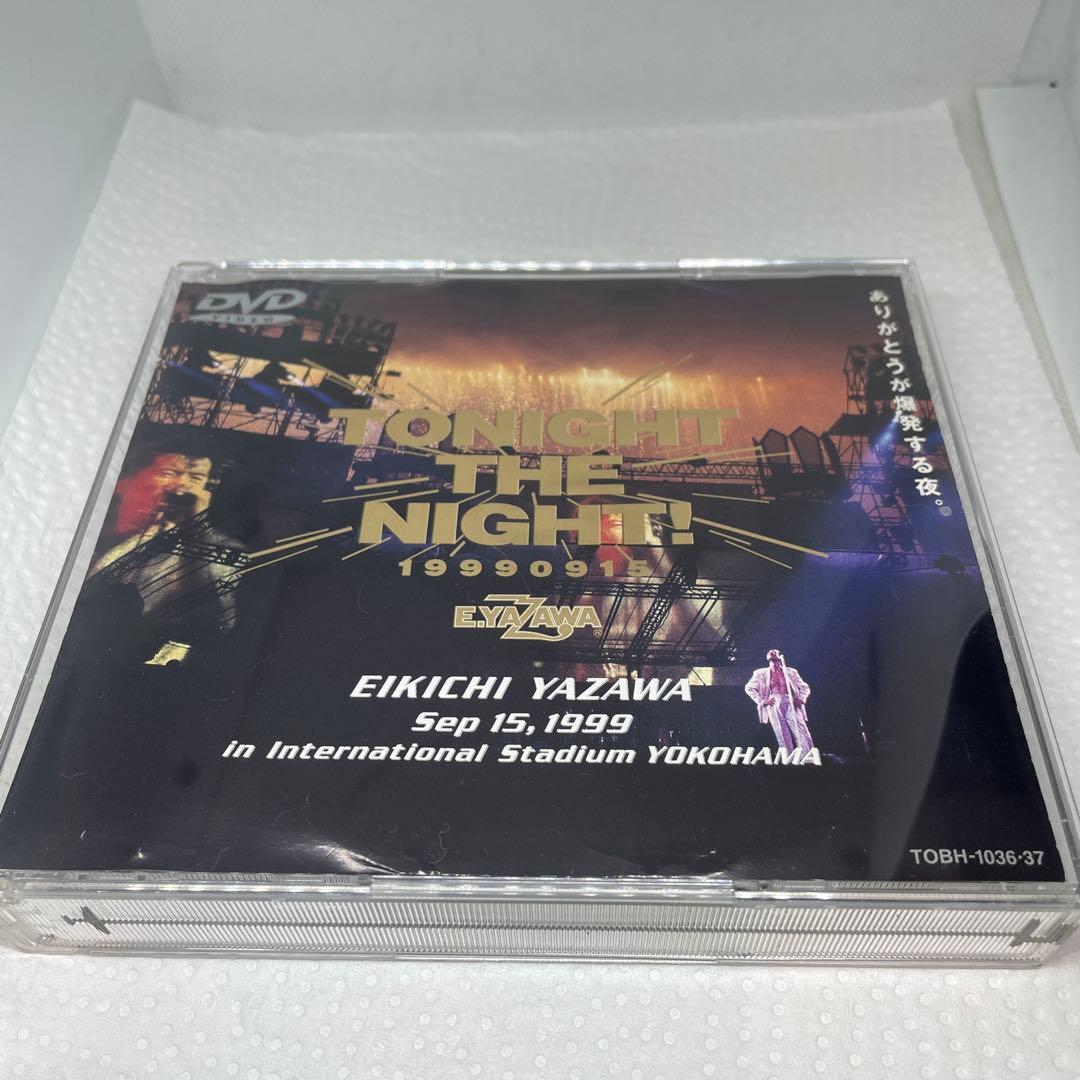 DVD
VIDEO
ありがとうが爆発する夜。
TONIGHT
THE
NIGHT!
19990915
E.YAZAWA
EIKICHI YAZAWA
Sep 15, 1999
in International Stadium YOKOHAMA
TOBH-1036·37